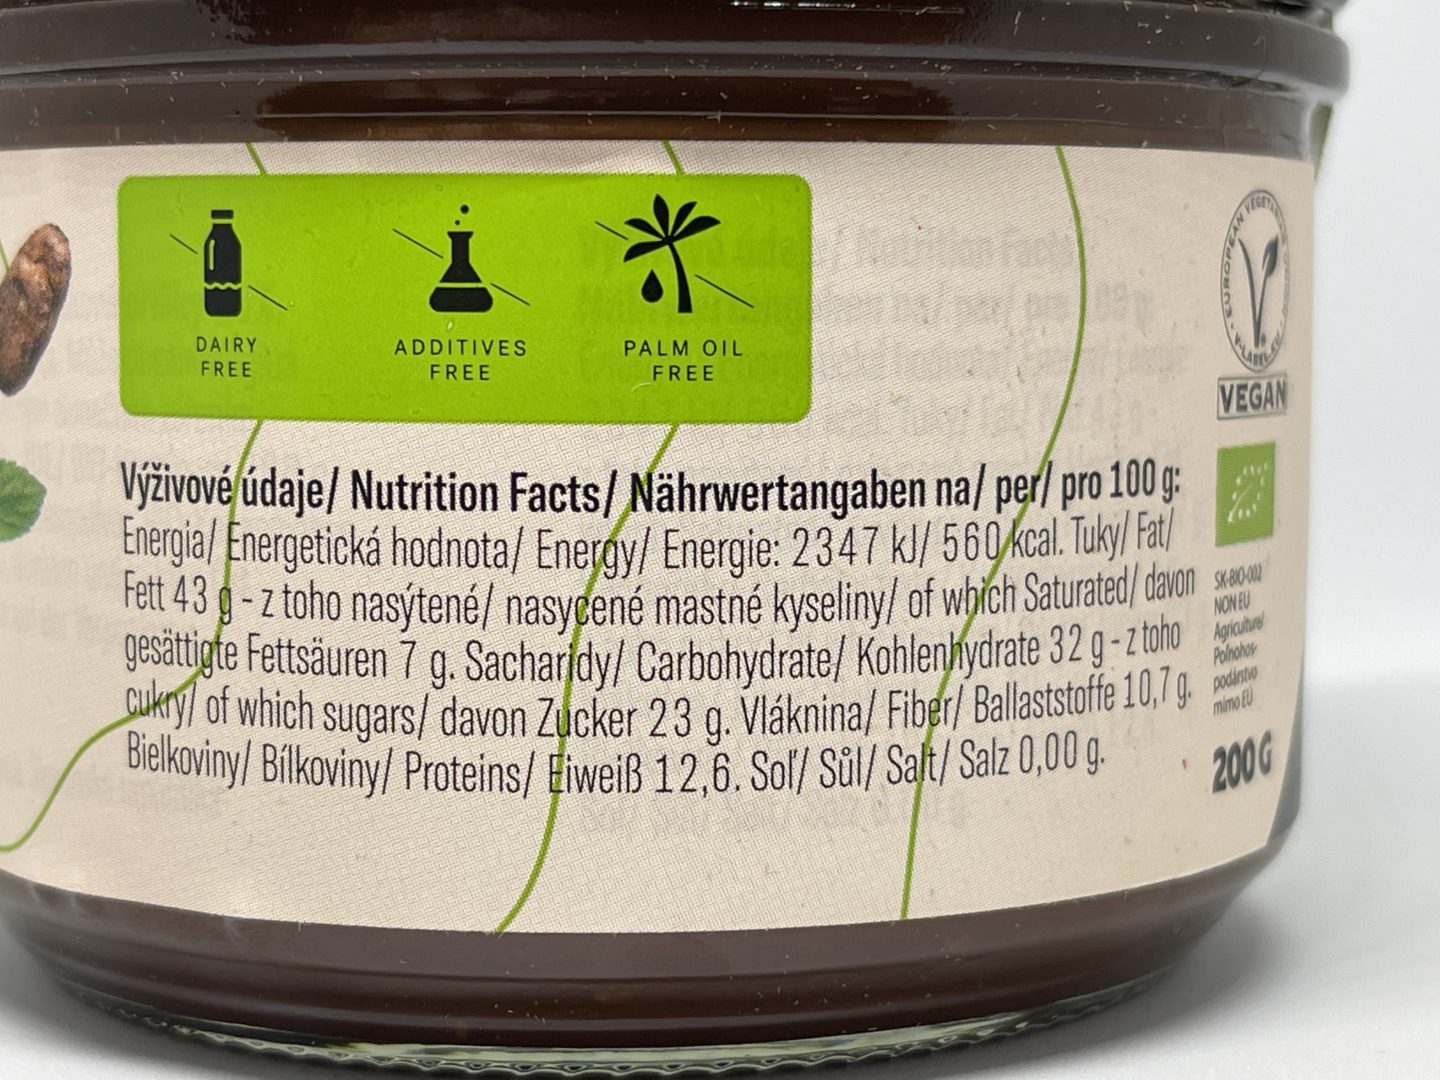 DAIRY
FREE
ADDITIVES
FREE
PALM OIL
FREE
EUROPEAN VEGETARIAN
V-LABEL.EU
VEGAN
Výživové údaje/ Nutrition Facts/ Nährwertangaben na/ per/ pro 100 g:
Energia/ Energetická hodnota/ Energy/ Energie: 2347 kJ/ 560 kcal. Tuky/ Fat/
Fett 43 g - z toho nasýtené/ nasycené mastné kyseliny/ of which Saturated/ davon
gesättigte Fettsäuren 7 g. Sacharidy/ Carbohydrate/ Kohlenhydrate 32 g - z toho
cukry/ of which sugars/ davon Zucker 23 g. Vláknina/ Fiber/ Ballaststoffe 10,7 g.
Bielkoviny/ Bílkoviny/ Proteins/ Eiweiß 12,6. Soľ/ Sůl/ Salt/ Salz 0,00 g.
SK-BIO-002
NON EU
Agriculture/
Poľnohos-
podárstvo
mimo EÚ
200 G